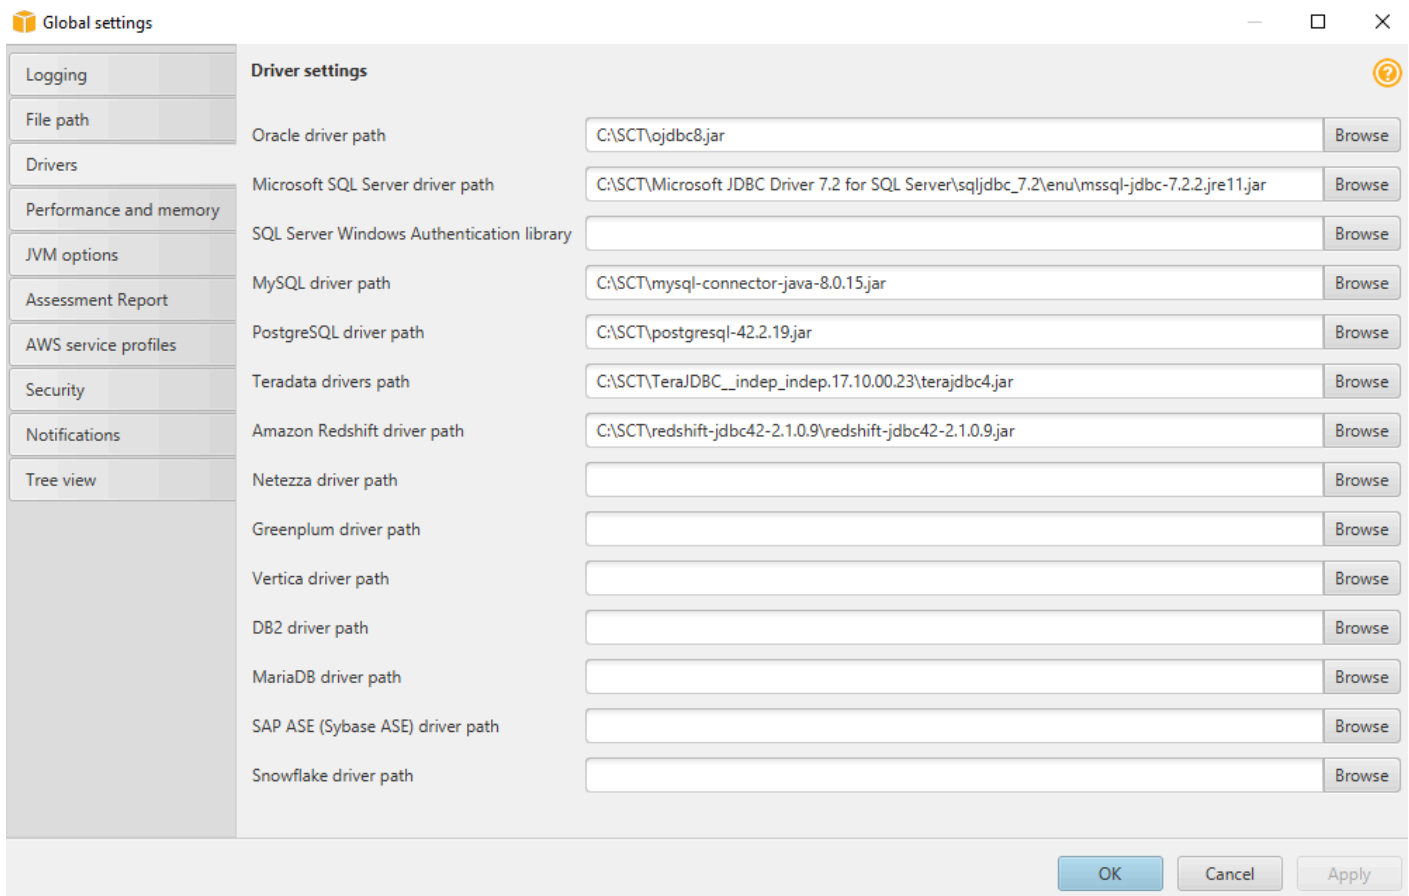 Global settings
Logging
File path
Drivers
Performance and memory
JVM options
Assessment Report
AWS service profiles
Security
Notifications
Tree view
Driver settings
Oracle driver path C:\SCT\ojdbc8.jar Browse
Microsoft SQL Server driver path C:\SCT\Microsoft JDBC Driver 7.2 for SQL Server\sqljdbc_7.2\enu\mssql-jdbc-7.2.2.jre11.jar Browse
SQL Server Windows Authentication library Browse
MySQL driver path C:\SCT\mysql-connector-java-8.0.15.jar Browse
PostgreSQL driver path C:\SCT\postgresql-42.2.19.jar Browse
Teradata drivers path C:\SCT\TeraJDBC__indep_indep.17.10.00.23\terajdbc4.jar Browse
Amazon Redshift driver path C:\SCT\redshift-jdbc42-2.1.0.9\redshift-jdbc42-2.1.0.9.jar Browse
Netezza driver path Browse
Greenplum driver path Browse
Vertica driver path Browse
DB2 driver path Browse
MariaDB driver path Browse
SAP ASE (Sybase ASE) driver path Browse
Snowflake driver path Browse
OK Cancel Apply